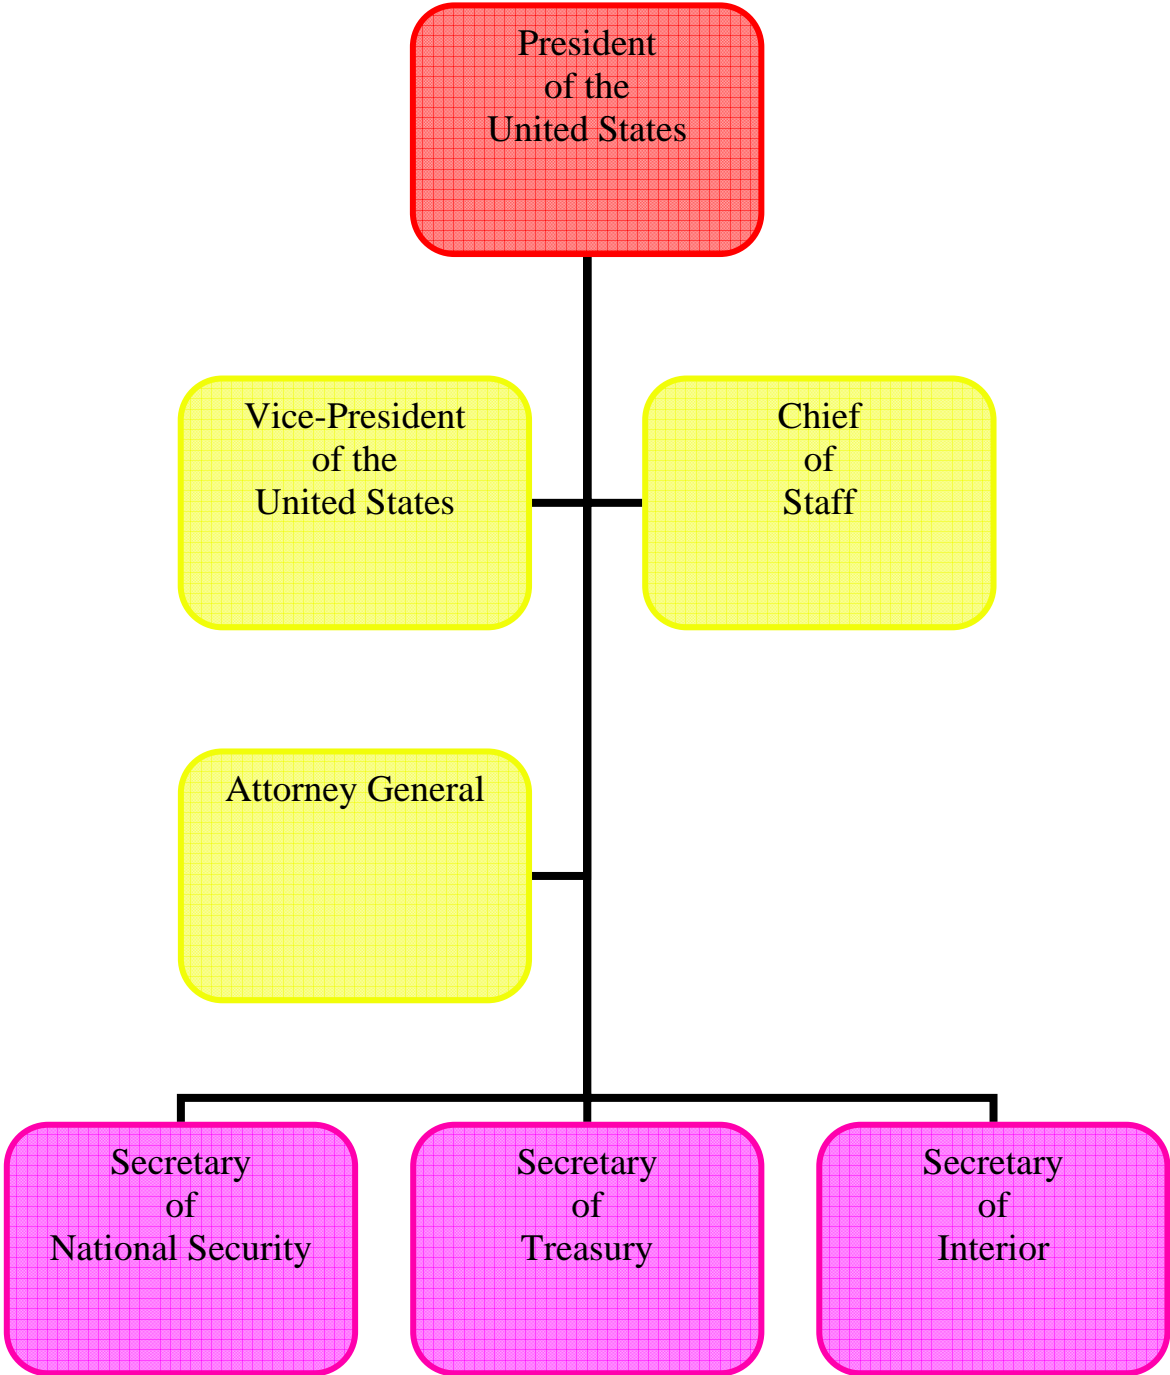 President
of the
United States
Vice-President
of the
United States
Chief
of
Staff
Attorney General
Secretary
of
National Security
Secretary
of
Treasury
Secretary
of
Interior